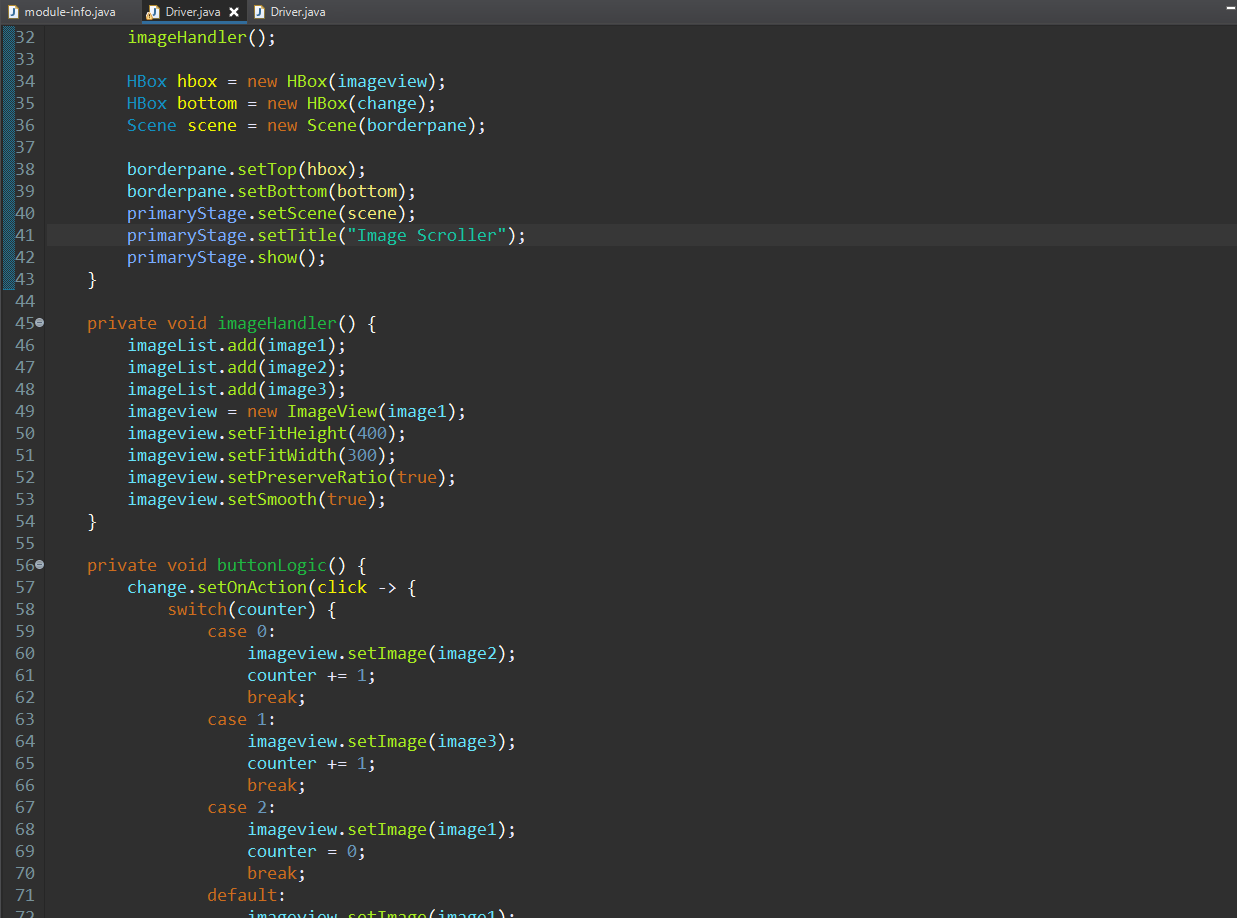 module-info.java Driver.java Driver.java
32 imageHandler();
33
34 HBox hbox = new HBox(imageview);
35 HBox bottom = new HBox(change);
36 Scene scene = new Scene(borderpane);
37
38 borderpane.setTop(hbox);
39 borderpane.setBottom(bottom);
40 primaryStage.setScene(scene);
41 primaryStage.setTitle("Image Scroller");
42 primaryStage.show();
43 }
44
45 private void imageHandler() {
46 imageList.add(image1);
47 imageList.add(image2);
48 imageList.add(image3);
49 imageview = new ImageView(image1);
50 imageview.setFitHeight(400);
51 imageview.setFitWidth(300);
52 imageview.setPreserveRatio(true);
53 imageview.setSmooth(true);
54 }
55
56 private void buttonLogic() {
57 change.setOnAction(click -> {
58 switch(counter) {
59 case 0:
60 imageview.setImage(image2);
61 counter += 1;
62 break;
63 case 1:
64 imageview.setImage(image3);
65 counter += 1;
66 break;
67 case 2:
68 imageview.setImage(image1);
69 counter = 0;
70 break;
71 default:
72 imageview.setImage(image1);